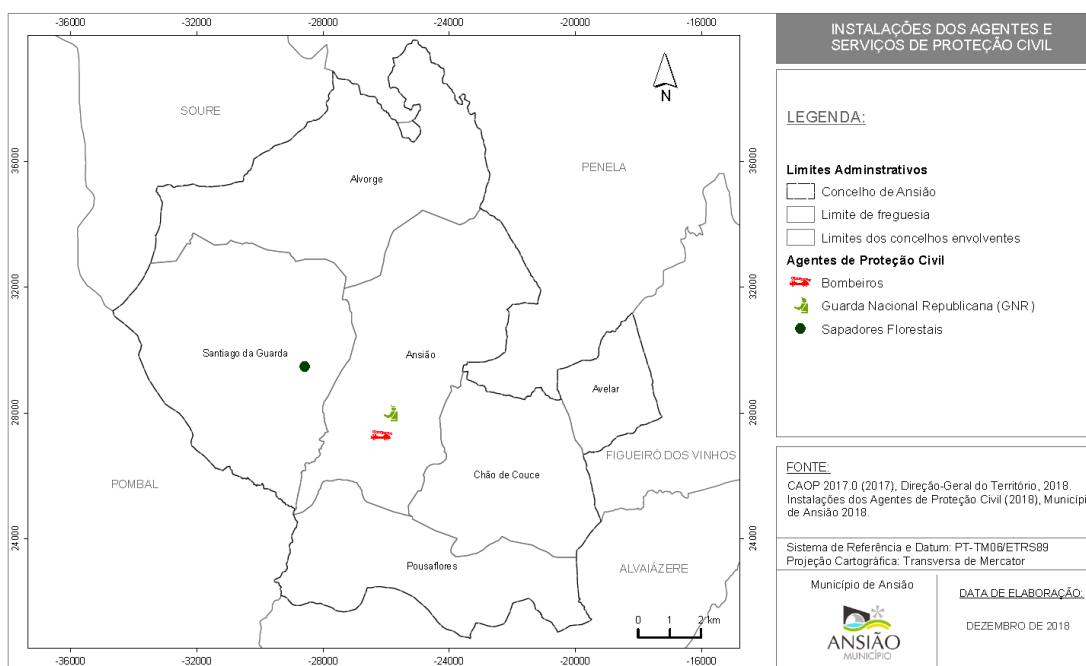 -36000 -32000 -28000 -24000 -20000 -16000
INSTALAÇÕES DOS AGENTES E
SERVIÇOS DE PROTEÇÃO CIVIL
N
SOURE
PENELA
Alvorge
36000 36000
32000 32000
Santiago da Guarda
Ansião
Avelar
28000 28000
Chão de Couce
FIGUEIRÓ DOS VINHOS
POMBAL
24000 24000
Pousaflores
ALVAIÁZERE
0 1 2 km
-36000 -32000 -28000 -24000 -20000 -16000
LEGENDA:
Limites Adminstrativos
Concelho de Ansião
Limite de freguesia
Limites dos concelhos envolventes
Agentes de Proteção Civil
Bombeiros
Guarda Nacional Republicana (GNR)
Sapadores Florestais
FONTE:
CAOP 2017.0 (2017), Direção-Geral do Território, 2018.
Instalações dos Agentes de Proteção Civil (2018), Municípi
de Ansião 2018.
Sistema de Referência e Datum: PT-TM06/ETRS89
Projeção Cartográfica: Transversa de Mercator
Município de Ansião
ANSIÃO
MUNICÍPIO
DATA DE ELABORAÇÃO:
DEZEMBRO DE 2018